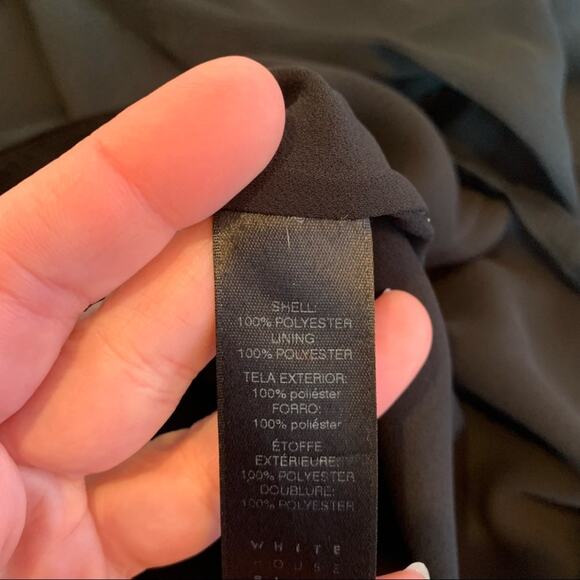 SHELL:
100% POLYESTER
LINING
100% POLYESTER
TELA EXTERIOR:
100% poliéster
FORRO:
100% poliéster
ÉTOFFE
EXTÉRIEURE:
100% POLYESTER
DOUBLURE:
100% POLYESTER
WHITE
HOUSE